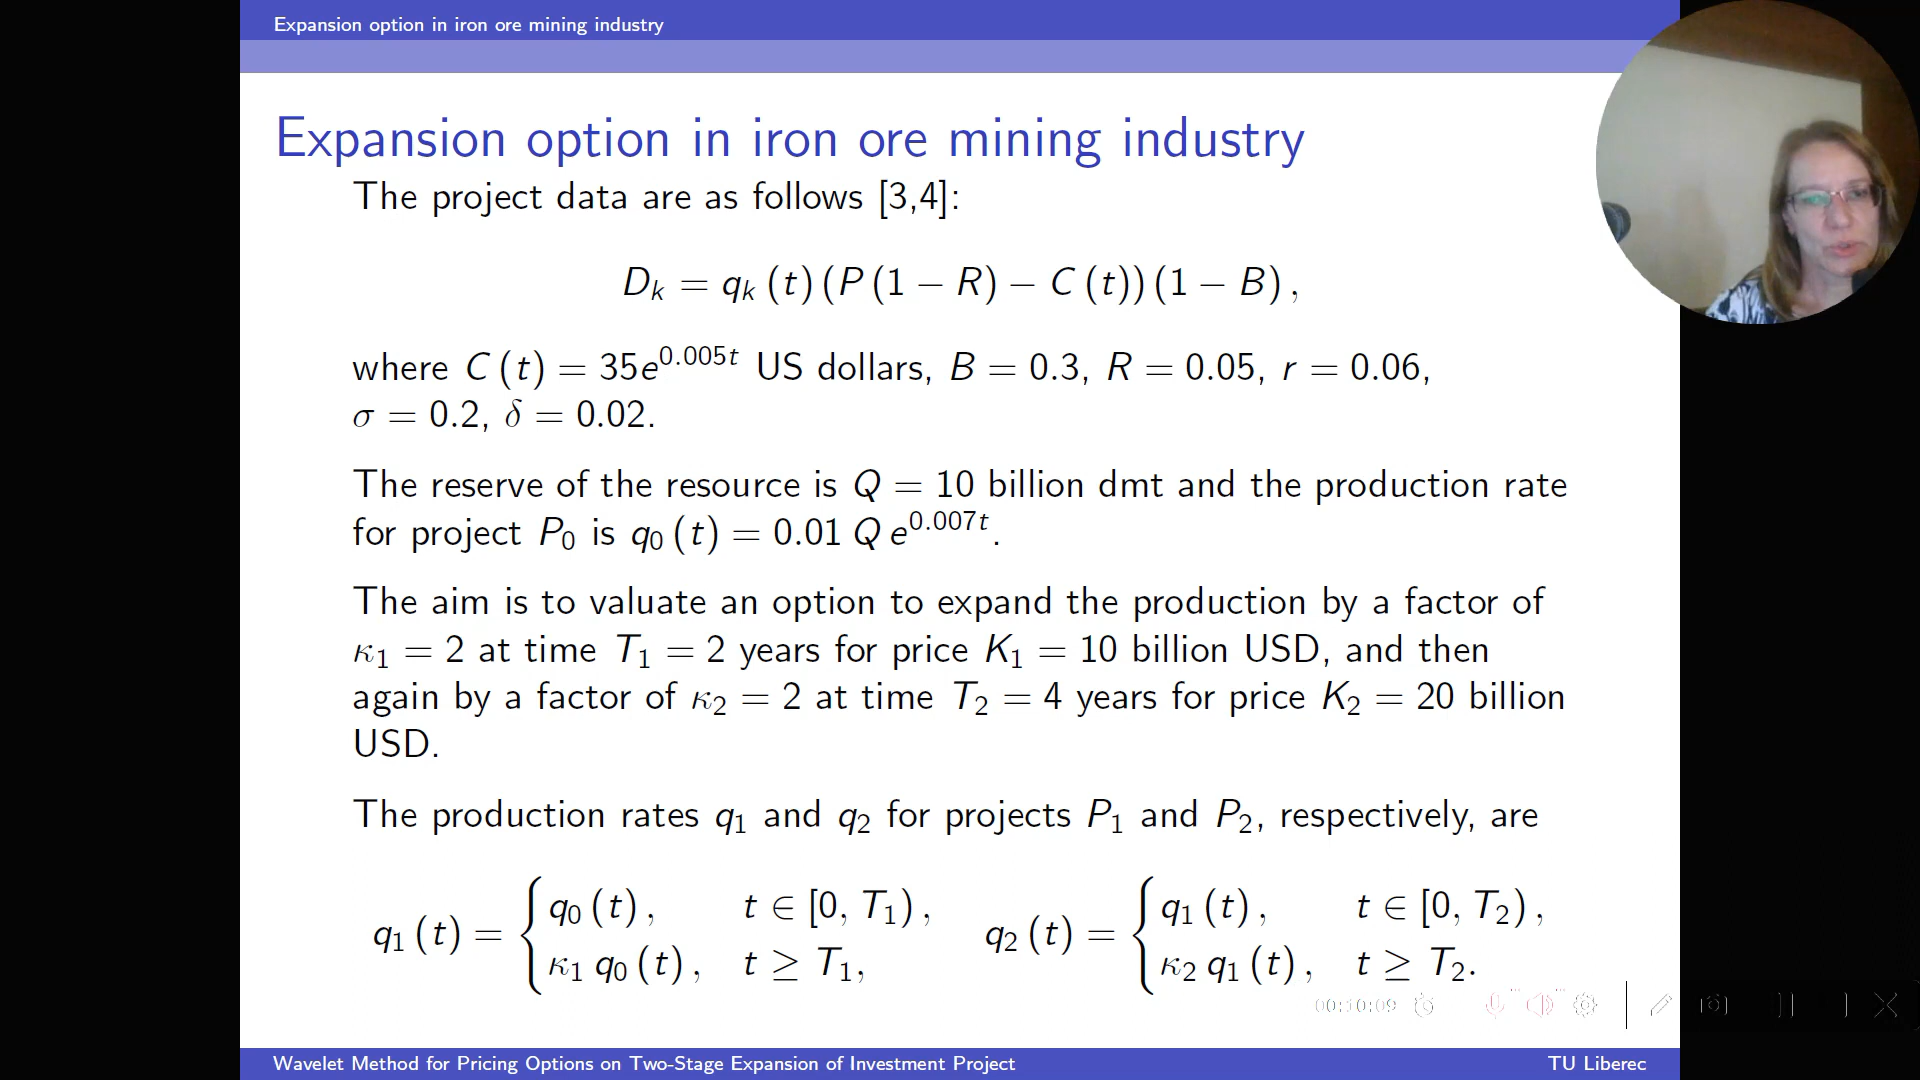 Expansion option in iron ore mining industry
Expansion option in iron ore mining industry
The project data are as follows [3,4]:
D_k = q_k (t) (P (1 − R) − C (t)) (1 − B) ,
where C (t) = 35e^{0.005t} US dollars, B = 0.3, R = 0.05, r = 0.06,
σ = 0.2, δ = 0.02.
The reserve of the resource is Q = 10 billion dmt and the production rate
for project P_0 is q_0 (t) = 0.01 Q e^{0.007t}.
The aim is to valuate an option to expand the production by a factor of
κ_1 = 2 at time T_1 = 2 years for price K_1 = 10 billion USD, and then
again by a factor of κ_2 = 2 at time T_2 = 4 years for price K_2 = 20 billion
USD.
The production rates q_1 and q_2 for projects P_1 and P_2, respectively, are
q_1 (t) = { q_0 (t) , t ∈ [0, T_1) ,
κ_1 q_0 (t) , t ≥ T_1,
q_2 (t) = { q_1 (t) , t ∈ [0, T_2) ,
κ_2 q_1 (t) , t ≥ T_2.
00:10:09
Wavelet Method for Pricing Options on Two-Stage Expansion of Investment Project
TU Liberec